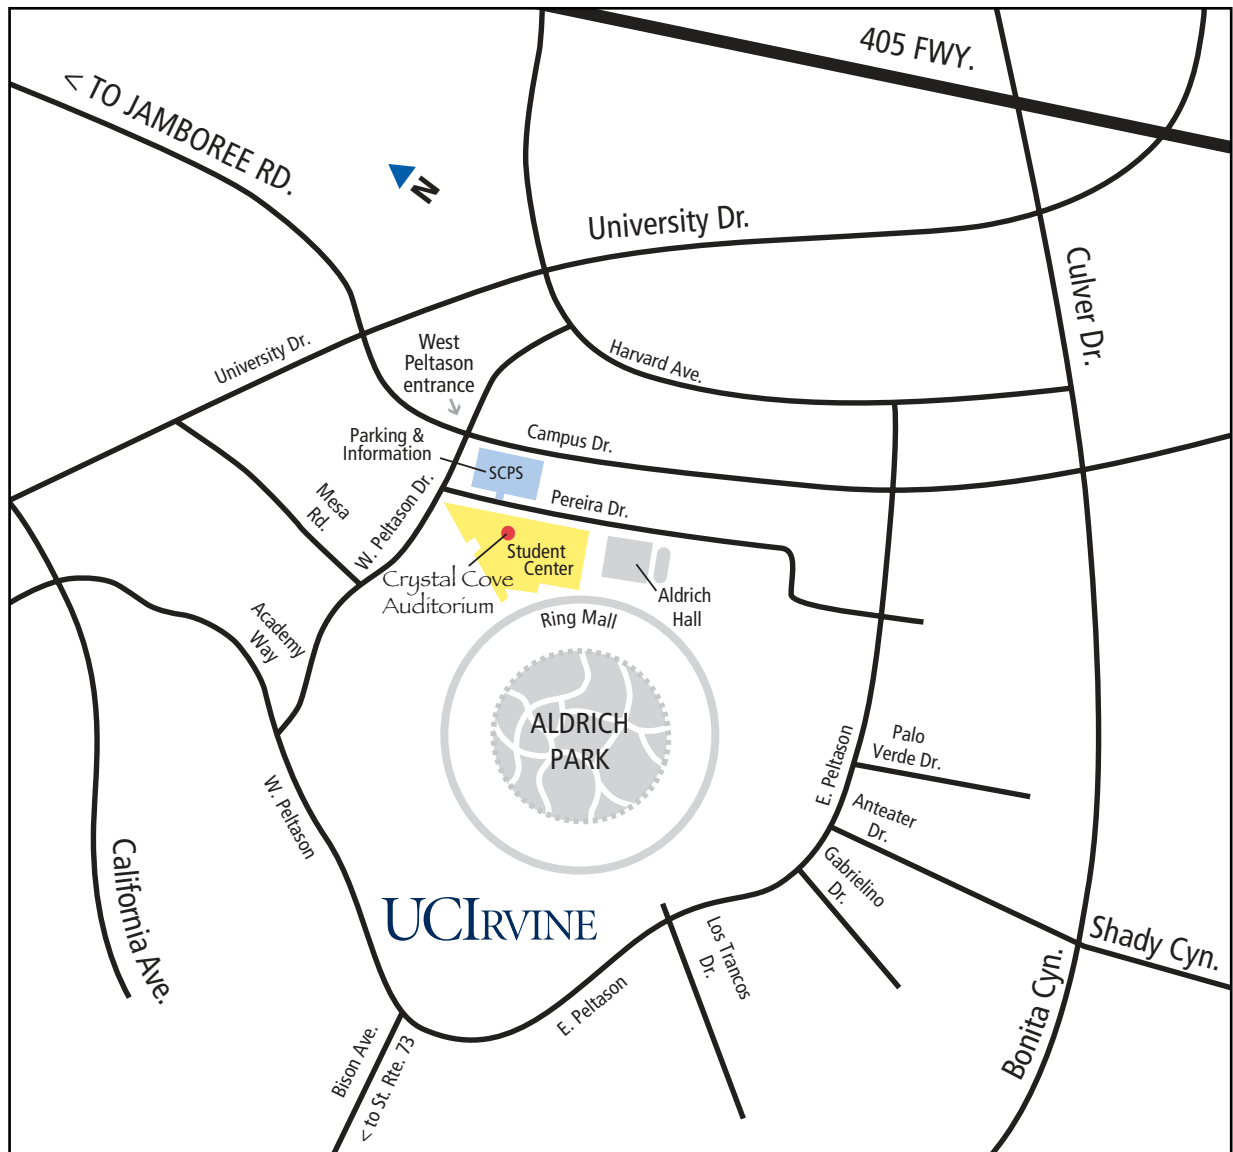 405 FWY.
< TO JAMBOREE RD.
N
University Dr.
Culver Dr.
University Dr.
West
Peltason
entrance
Harvard Ave.
Parking &
Information
Campus Dr.
SCPS
Mesa
Rd.
W. Peltason Dr.
Pereira Dr.
Student
Center
Crystal Cove
Auditorium
Aldrich
Hall
Academy
Way
Ring Mall
ALDRICH
PARK
Palo
Verde Dr.
E. Peltason
W. Peltason
Anteater
Dr.
Gabrielino
Dr.
California Ave.
UCIRVINE
Los Trancos
Dr.
Shady Cyn.
Bonita Cyn.
E. Peltason
Bison Ave.
< to St. Rte. 73